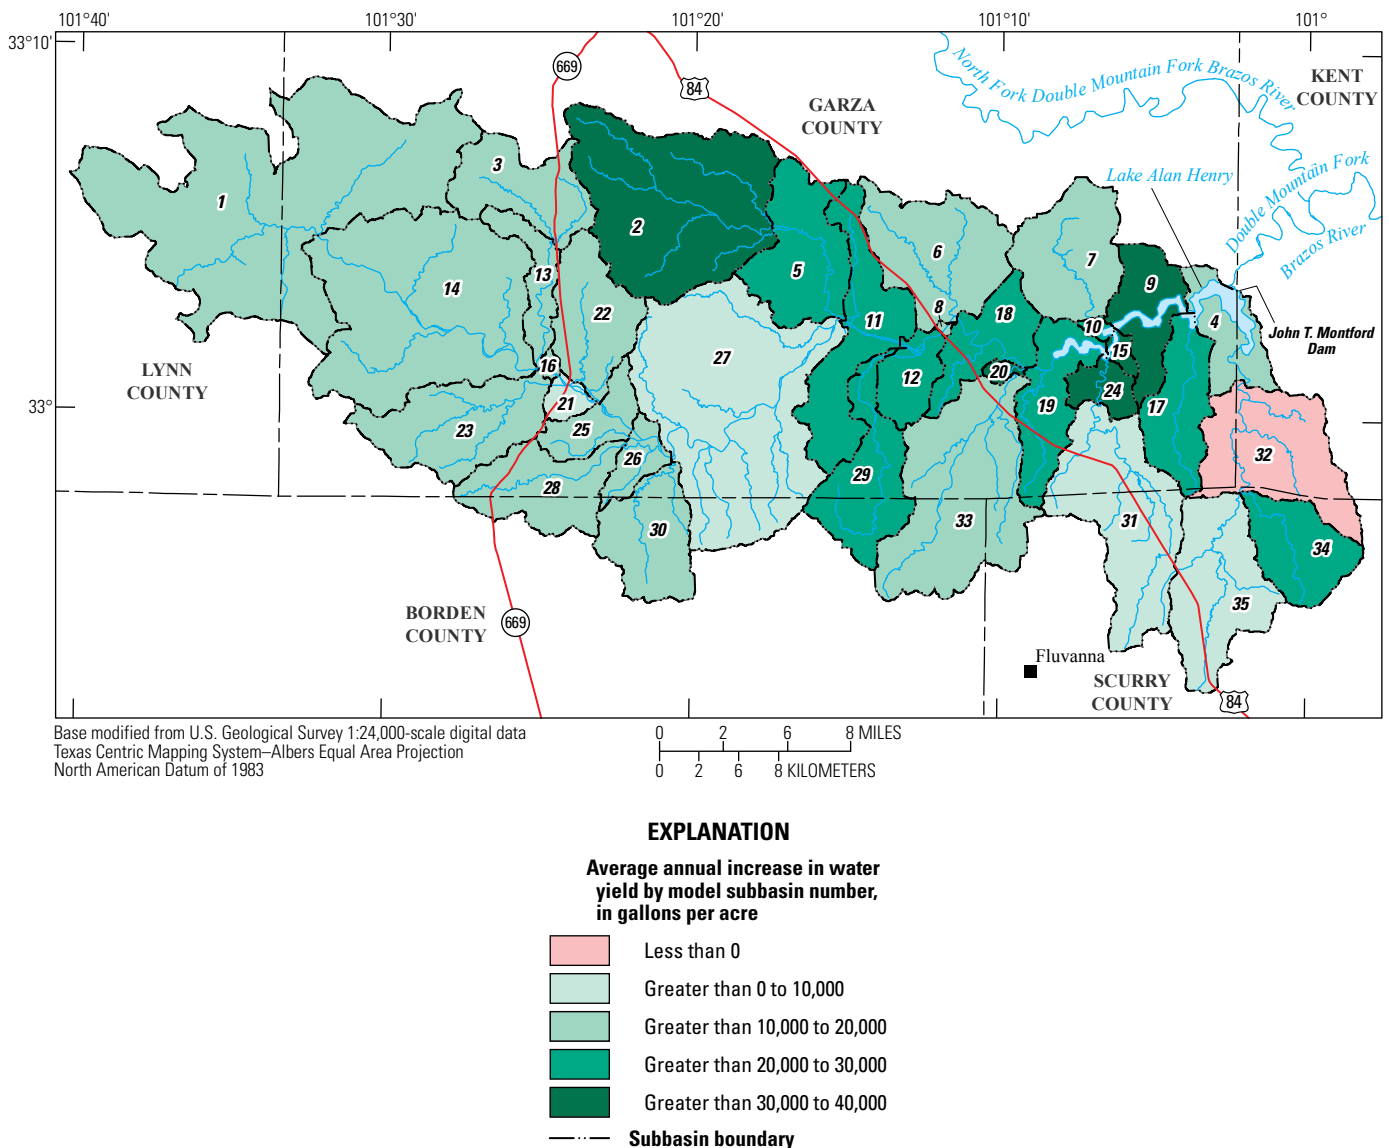 101°40'
101°30'
101°20'
101°10'
101°
33°10'
33°
669
84
GARZA
COUNTY
KENT
COUNTY
North Fork Double Mountain Fork Brazos River
Lake Alan Henry
Double Mountain Fork
Brazos River
John T. Montford
Dam
LYNN
COUNTY
BORDEN
COUNTY
SCURRY
COUNTY
Fluvanna
669
84
1
2
3
4
5
6
7
8
9
10
11
12
13
14
15
16
17
18
19
20
21
22
23
24
25
26
27
28
29
30
31
32
33
34
35
Base modified from U.S. Geological Survey 1:24,000-scale digital data
Texas Centric Mapping System–Albers Equal Area Projection
North American Datum of 1983
0 2 6 8 MILES
0 2 6 8 KILOMETERS
EXPLANATION
Average annual increase in water
yield by model subbasin number,
in gallons per acre
Less than 0
Greater than 0 to 10,000
Greater than 10,000 to 20,000
Greater than 20,000 to 30,000
Greater than 30,000 to 40,000
Subbasin boundary